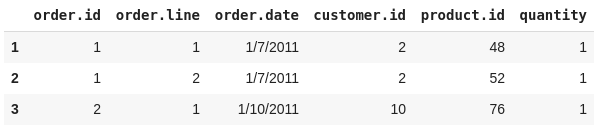 order.id order.line order.date customer.id product.id quantity
1 1 1 1/7/2011 2 48 1
2 1 2 1/7/2011 2 52 1
3 2 1 1/10/2011 10 76 1